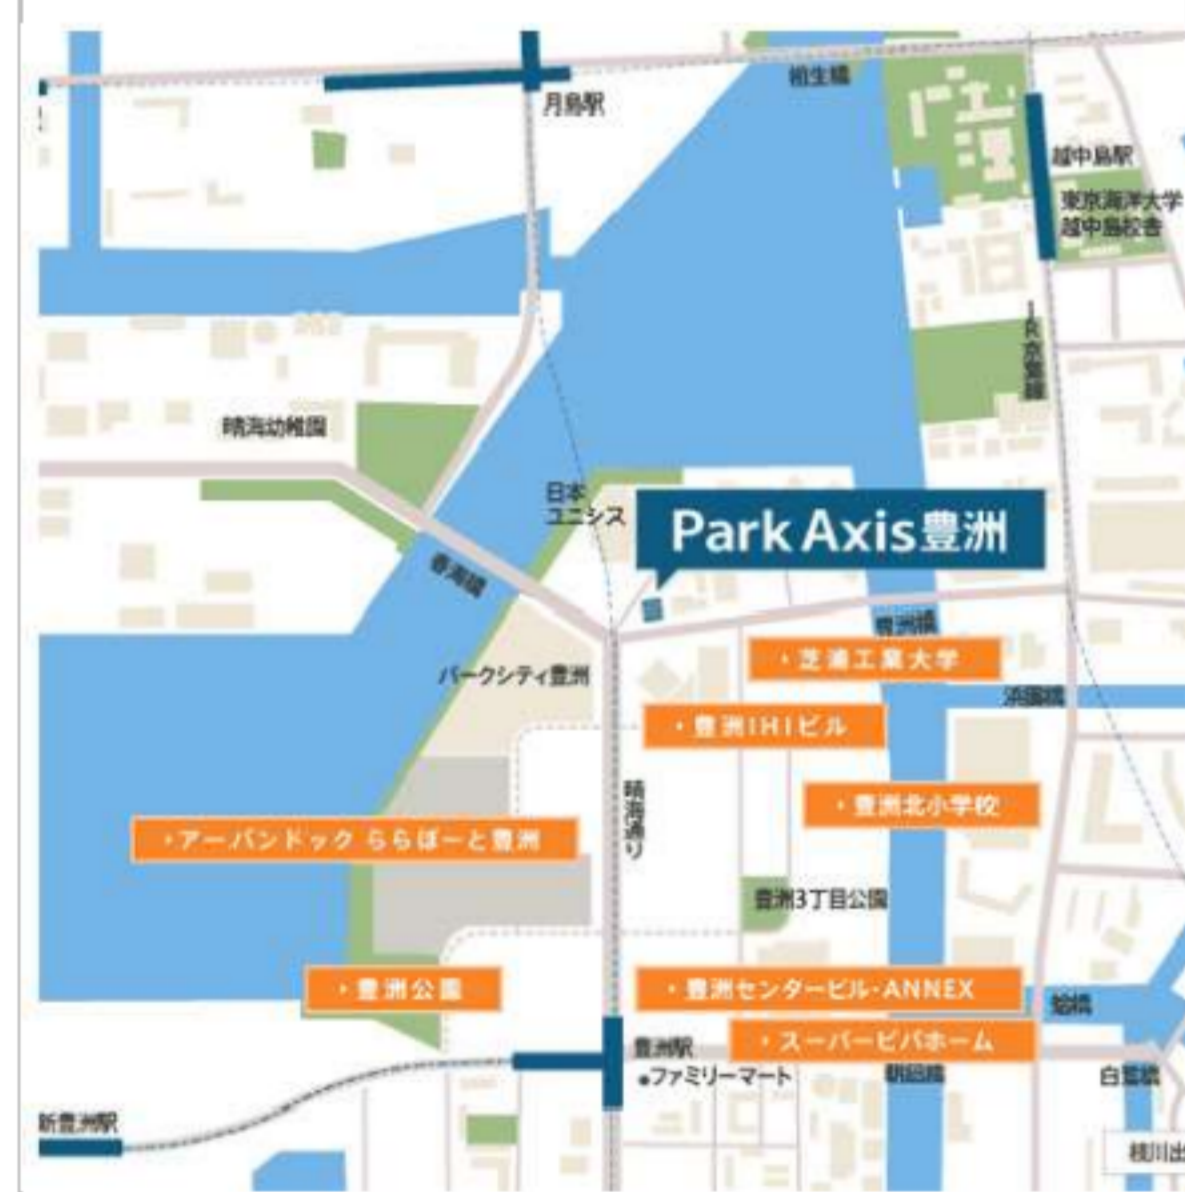 相生橋
月島駅
越中島駅
東京海洋大学
越中島校舎
JR京葉線
晴海幼稚園
日本
ユニシス
Park Axis豊洲
春海橋
豊洲橋
芝浦工業大学
パークシティ豊洲
浜園橋
豊洲IHIビル
晴海通り
豊洲北小学校
アーバンドック ららぽーと豊洲
豊洲3丁目公園
豊洲公園
豊洲センタービル・ANNEX
蛤橋
スーパービバホーム
豊洲駅
ファミリーマート
朝凪橋
白鷺橋
新豊洲駅
枝川出